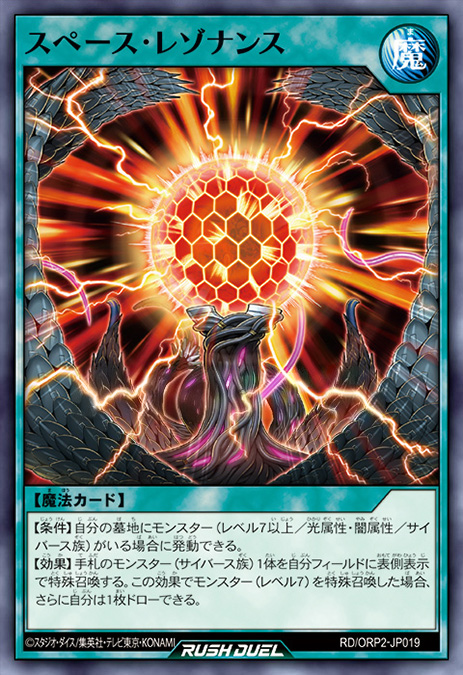 スペース・レゾナンス
魔
【魔法カード】
【条件】自分の墓地にモンスター(レベル7以上/光属性・闇属性/サイ
バース族)がいる場合に発動できる。
【効果】手札のモンスター(サイバース族)1体を自分フィールドに表側表示
で特殊召喚する。この効果でモンスター(レベル7)を特殊召喚した場合、
さらに自分は1枚ドローできる。
©スタジオ・ダイス/集英社・テレビ東京・KONAMI RUSH DUEL RD/ORP2-JP019